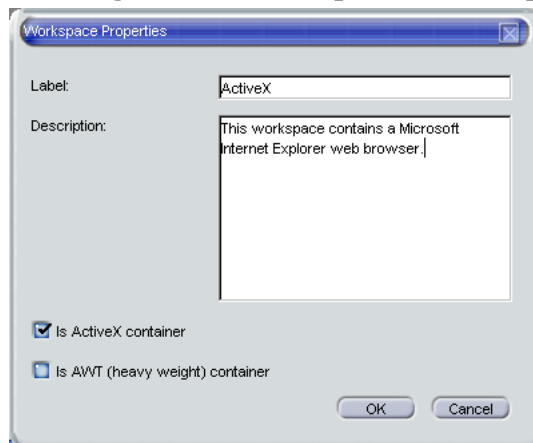 Workspace Properties
Label:
ActiveX
Description:
This workspace contains a Microsoft
Internet Explorer web browser.
Is ActiveX container
Is AWT (heavy weight) container
OK
Cancel